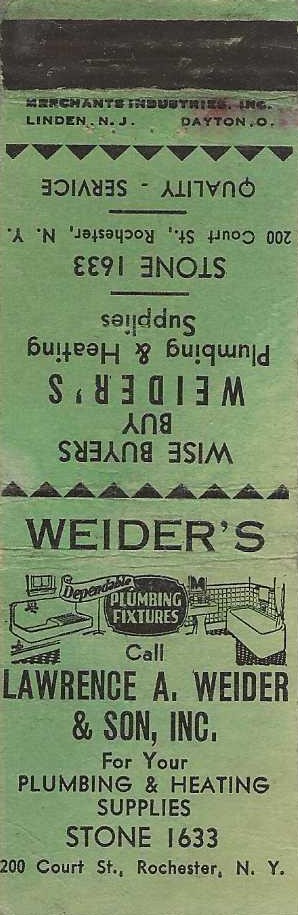 MERCHANTS INDUSTRIES, INC.
LINDEN, N. J. DAYTON, O.
WISE BUYERS
BUY
WEIDER'S
Plumbing & Heating
Supplies
STONE 1633
200 Court St., Rochester, N. Y.
QUALITY - SERVICE
WEIDER'S
Dependable
PLUMBING
FIXTURES
Call
LAWRENCE A. WEIDER
& SON, INC.
For Your
PLUMBING & HEATING
SUPPLIES
STONE 1633
200 Court St., Rochester, N. Y.